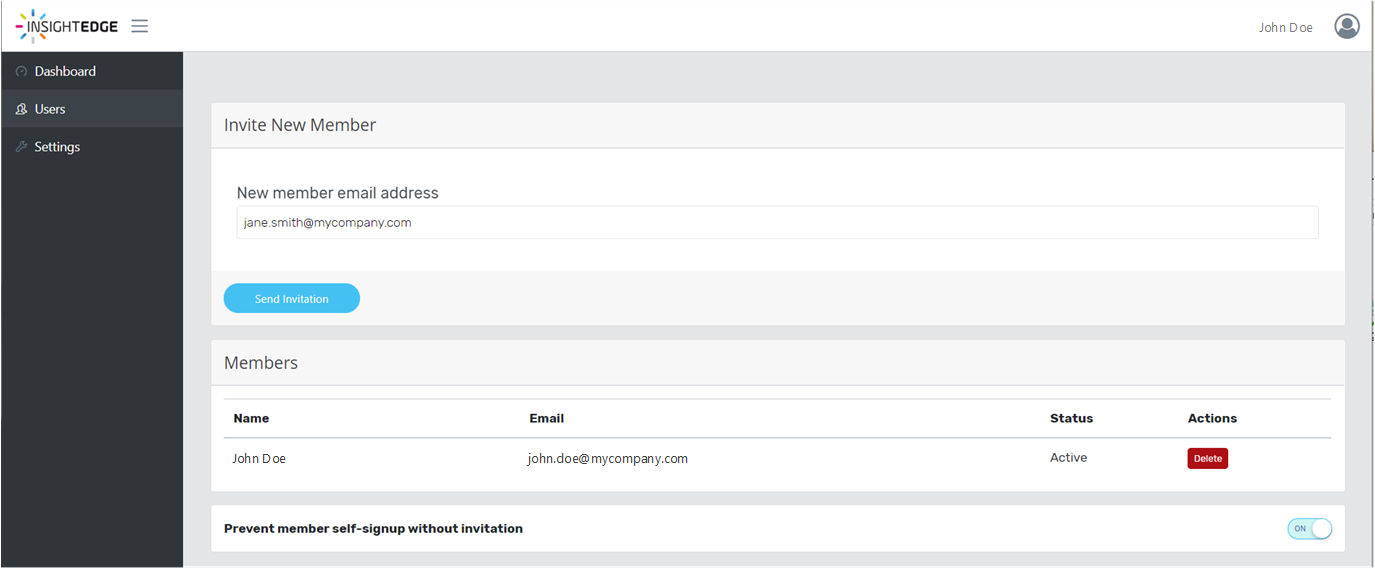 INSIGHTEDGE
John Doe
Dashboard
Users
Settings
Invite New Member
New member email address
jane.smith@mycompany.com
Send Invitation
Members
Name Email Status Actions
John Doe john.doe@mycompany.com Active Delete
Prevent member self-signup without invitation ON